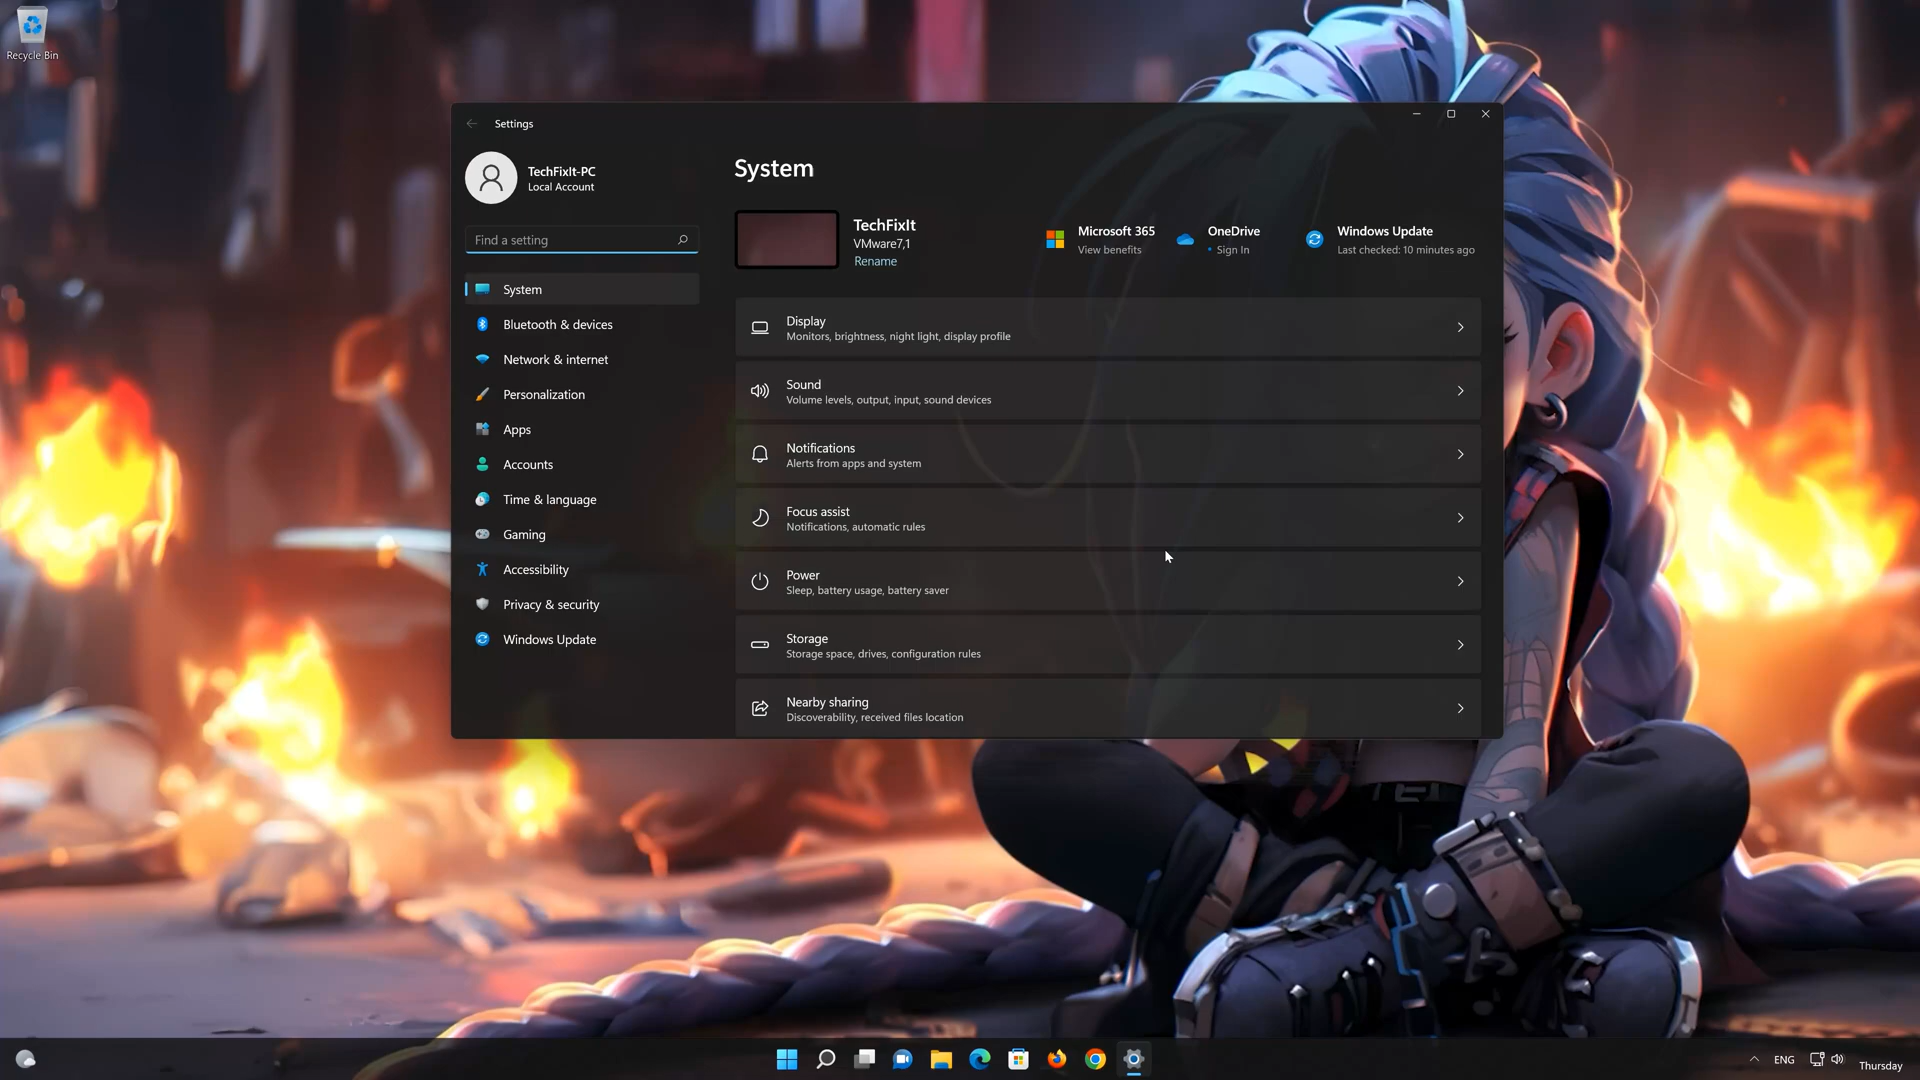 Recycle Bin
Settings
TechFixIt-PC
Local Account
Find a setting
System
Bluetooth & devices
Network & internet
Personalization
Apps
Accounts
Time & language
Gaming
Accessibility
Privacy & security
Windows Update
System
TechFixIt
VMware7,1
Rename
Microsoft 365
View benefits
OneDrive
• Sign In
Windows Update
Last checked: 10 minutes ago
Display
Monitors, brightness, night light, display profile
Sound
Volume levels, output, input, sound devices
Notifications
Alerts from apps and system
Focus assist
Notifications, automatic rules
Power
Sleep, battery usage, battery saver
Storage
Storage space, drives, configuration rules
Nearby sharing
Discoverability, received files location
ENG
Thursday